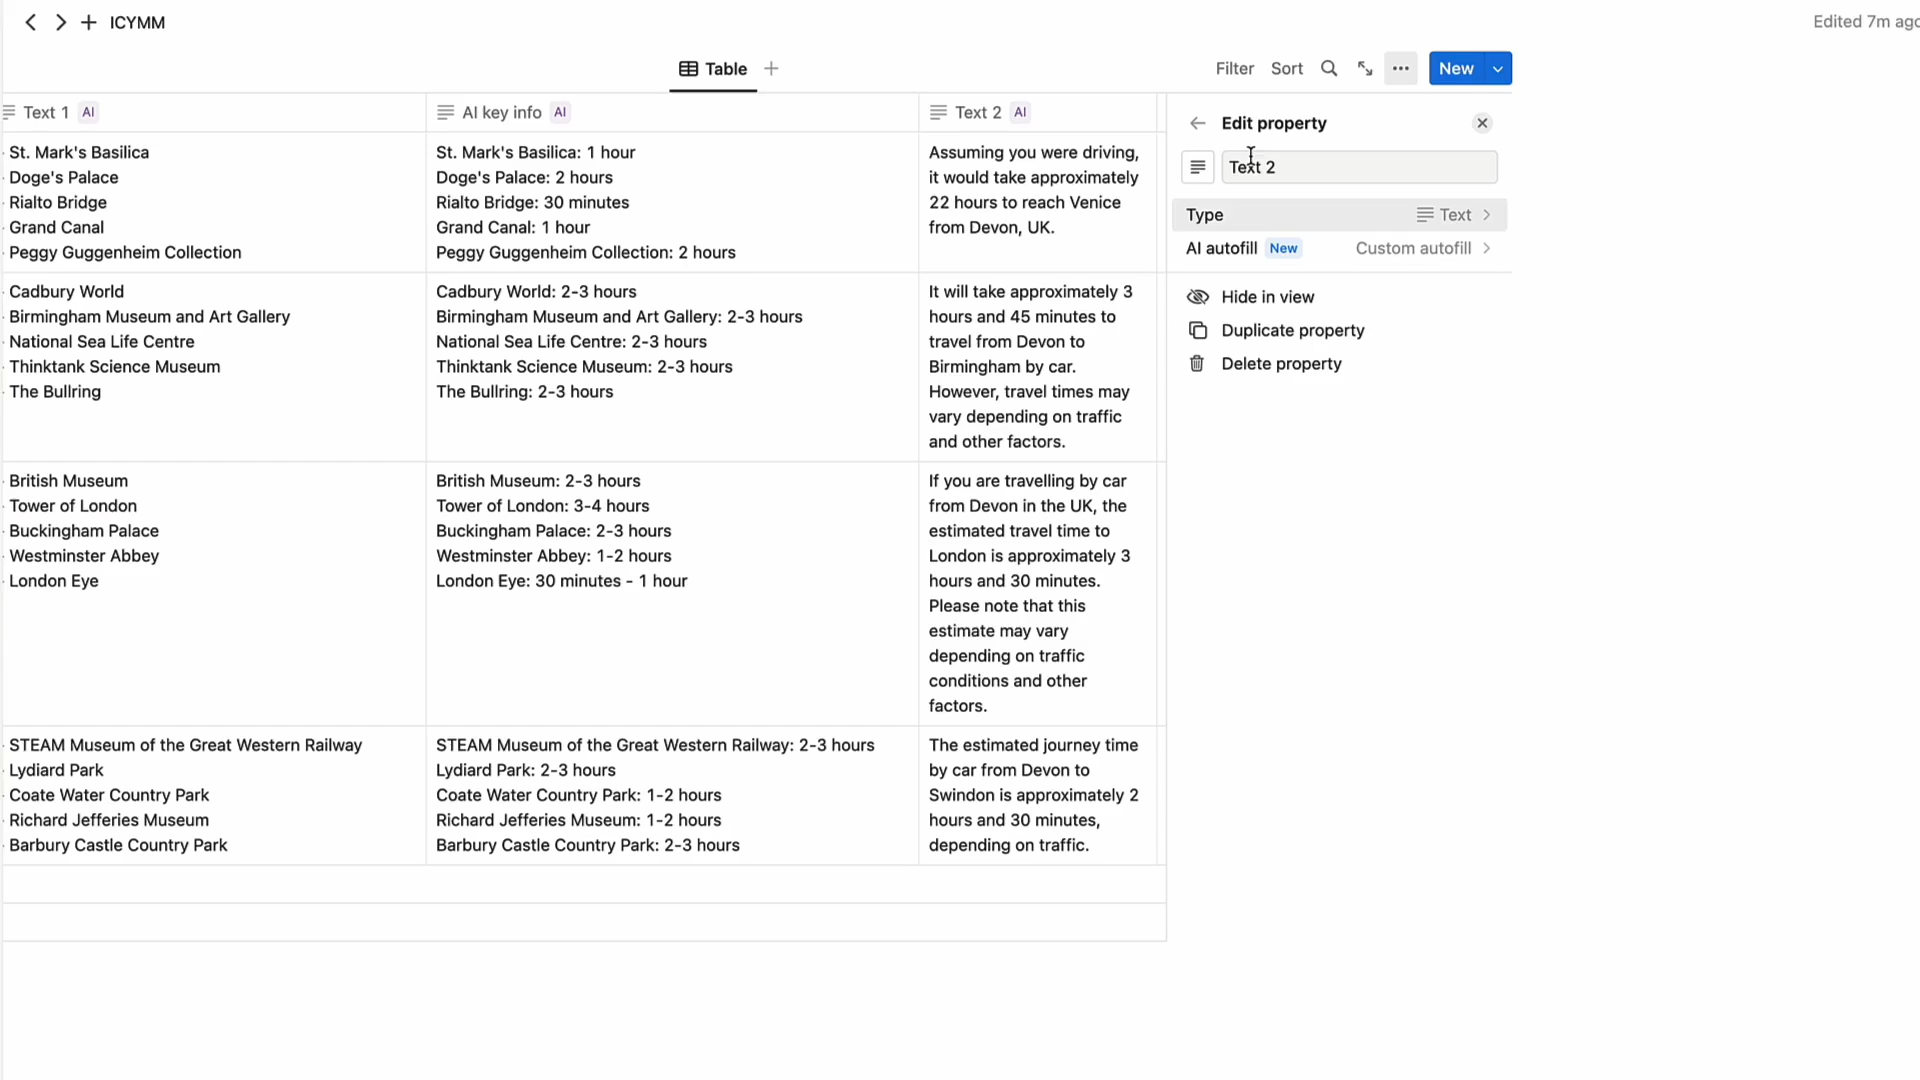 ICYMM
Edited 7m ago
Table
Filter Sort
New
Text 1 AI
AI key info AI
Text 2 AI
St. Mark's Basilica
Doge's Palace
Rialto Bridge
Grand Canal
Peggy Guggenheim Collection
St. Mark's Basilica: 1 hour
Doge's Palace: 2 hours
Rialto Bridge: 30 minutes
Grand Canal: 1 hour
Peggy Guggenheim Collection: 2 hours
Assuming you were driving,
it would take approximately
22 hours to reach Venice
from Devon, UK.
Cadbury World
Birmingham Museum and Art Gallery
National Sea Life Centre
Thinktank Science Museum
The Bullring
Cadbury World: 2-3 hours
Birmingham Museum and Art Gallery: 2-3 hours
National Sea Life Centre: 2-3 hours
Thinktank Science Museum: 2-3 hours
The Bullring: 2-3 hours
It will take approximately 3
hours and 45 minutes to
travel from Devon to
Birmingham by car.
However, travel times may
vary depending on traffic
and other factors.
British Museum
Tower of London
Buckingham Palace
Westminster Abbey
London Eye
British Museum: 2-3 hours
Tower of London: 3-4 hours
Buckingham Palace: 2-3 hours
Westminster Abbey: 1-2 hours
London Eye: 30 minutes - 1 hour
If you are travelling by car
from Devon in the UK, the
estimated travel time to
London is approximately 3
hours and 30 minutes.
Please note that this
estimate may vary
depending on traffic
conditions and other
factors.
STEAM Museum of the Great Western Railway
Lydiard Park
Coate Water Country Park
Richard Jefferies Museum
Barbury Castle Country Park
STEAM Museum of the Great Western Railway: 2-3 hours
Lydiard Park: 2-3 hours
Coate Water Country Park: 1-2 hours
Richard Jefferies Museum: 1-2 hours
Barbury Castle Country Park: 2-3 hours
The estimated journey time
by car from Devon to
Swindon is approximately 2
hours and 30 minutes,
depending on traffic.
Edit property
Text 2
Type Text
AI autofill New Custom autofill
Hide in view
Duplicate property
Delete property